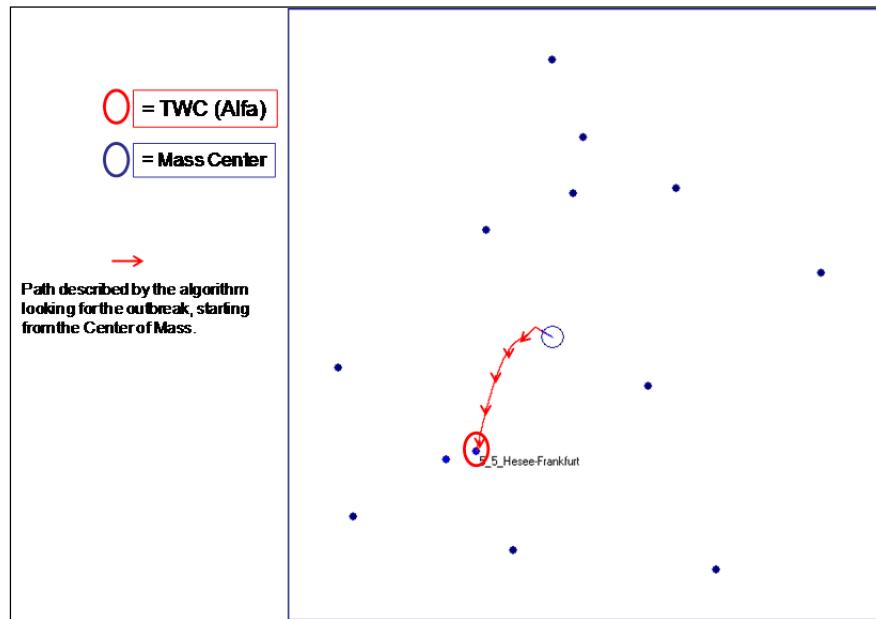 = TWC (Alfa)
= Mass Center
Path described by the algorithm
looking for the outbreak, starting
from the Center of Mass.
5_5_Hesee-Frankfurt